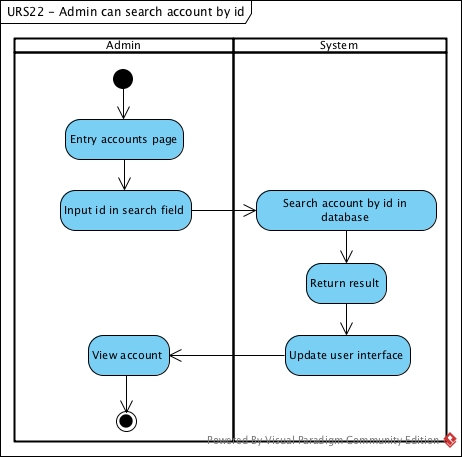 URS22 – Admin can search account by id
Admin
System
Entry accounts page
Input id in search field
Search account by id in
database
Return result
View account
Update user interface
Powered By Visual Paradigm Community Edition